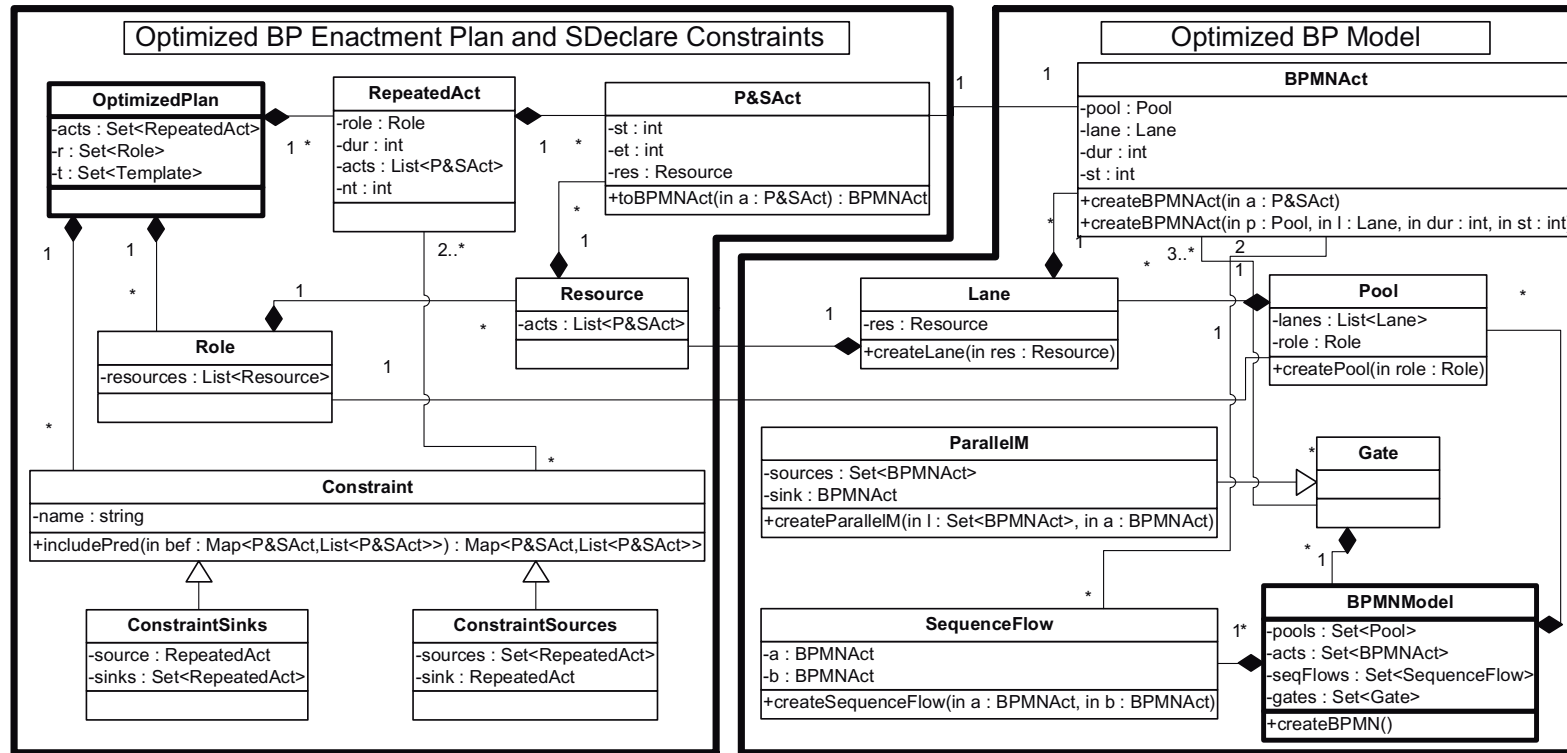 Optimized BP Enactment Plan and SDeclare Constraints
OptimizedPlan
-acts : Set<RepeatedAct>
-r : Set<Role>
-t : Set<Template>
1
*
RepeatedAct
-role : Role
-dur : int
-acts : List<P&SAct>
-nt : int
1
*
P&SAct
-st : int
-et : int
-res : Resource
+toBPMNAct(in a : P&SAct) : BPMNAct
1
1
1
1
*
1
2..*
*
1
1
*
Resource
-acts : List<P&SAct>
Role
-resources : List<Resource>
1
*
*
*
Constraint
-name : string
+includePred(in bef : Map<P&SAct,List<P&SAct>>) : Map<P&SAct,List<P&SAct>>
ConstraintSinks
-source : RepeatedAct
-sinks : Set<RepeatedAct>
ConstraintSources
-sources : Set<RepeatedAct>
-sink : RepeatedAct
Optimized BP Model
BPMNAct
-pool : Pool
-lane : Lane
-dur : int
-st : int
+createBPMNAct(in a : P&SAct)
+createBPMNAct(in p : Pool, in l : Lane, in dur : int, in st : int
*
1
3..*
2
*
1
Lane
-res : Resource
+createLane(in res : Resource)
1
1
Pool
-lanes : List<Lane>
-role : Role
+createPool(in role : Role)
*
ParallelM
-sources : Set<BPMNAct>
-sink : BPMNAct
+createParallelM(in l : Set<BPMNAct>, in a : BPMNAct)
*
Gate
*
1
*
SequenceFlow
-a : BPMNAct
-b : BPMNAct
+createSequenceFlow(in a : BPMNAct, in b : BPMNAct)
1*
BPMNModel
-pools : Set<Pool>
-acts : Set<BPMNAct>
-seqFlows : Set<SequenceFlow>
-gates : Set<Gate>
+createBPMN()